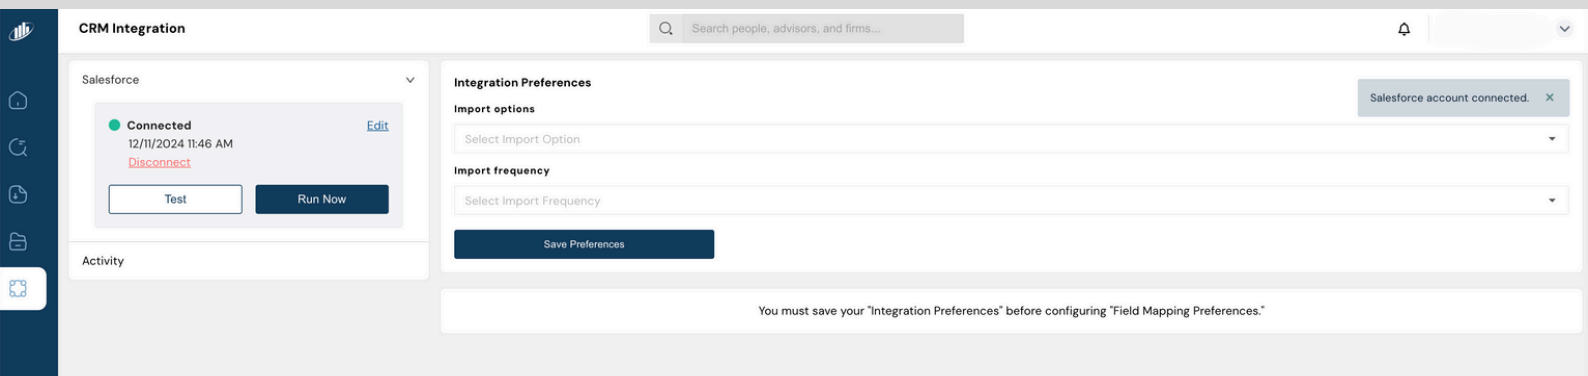 CRM Integration
Search people, advisors, and firms...
Salesforce
Connected
Edit
12/11/2024 11:46 AM
Disconnect
Test
Run Now
Activity
Integration Preferences
Salesforce account connected.
Import options
Select Import Option
Import frequency
Select Import Frequency
Save Preferences
You must save your "Integration Preferences" before configuring "Field Mapping Preferences."